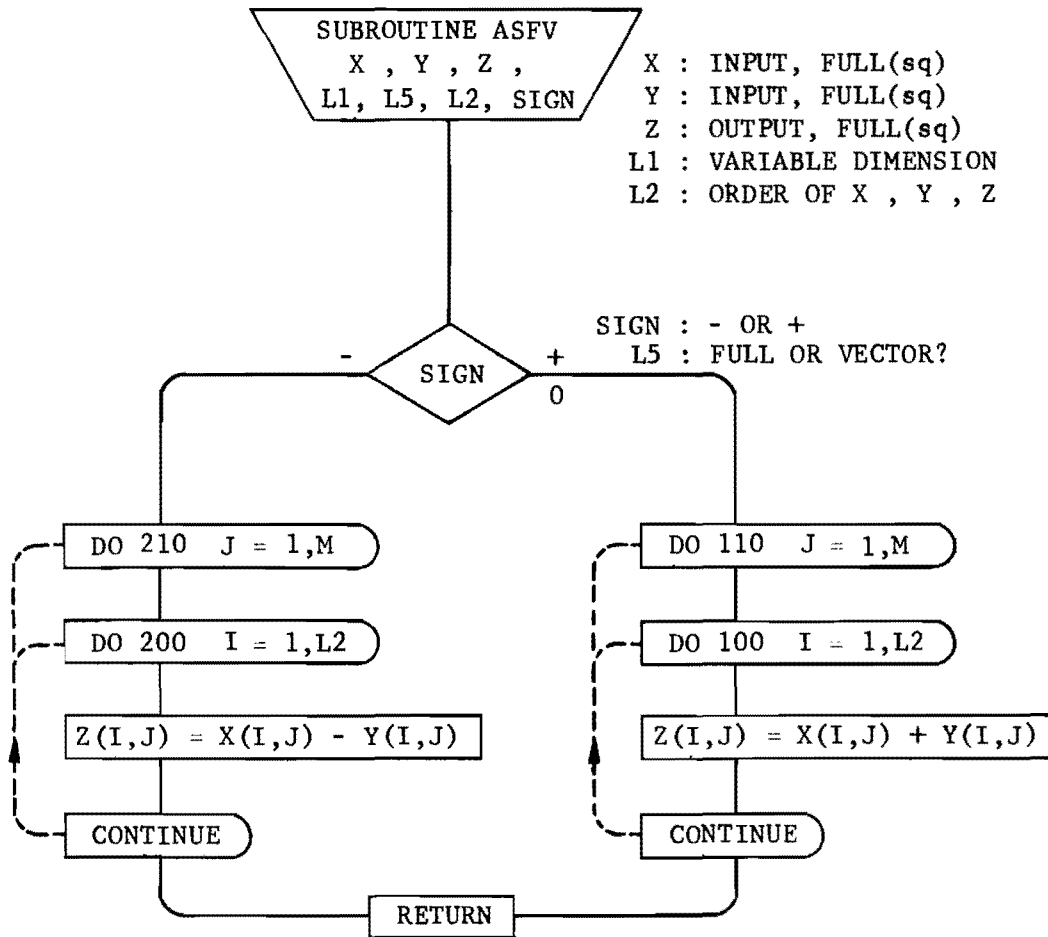 SUBROUTINE ASFV
X , Y , Z ,
L1, L5, L2, SIGN
X : INPUT, FULL(sq)
Y : INPUT, FULL(sq)
Z : OUTPUT, FULL(sq)
L1 : VARIABLE DIMENSION
L2 : ORDER OF X , Y , Z
SIGN : - OR +
L5 : FULL OR VECTOR?
-
SIGN
+
0
DO 210 J = 1,M
DO 200 I = 1,L2
Z(I,J) = X(I,J) - Y(I,J)
CONTINUE
DO 110 J = 1,M
DO 100 I = 1,L2
Z(I,J) = X(I,J) + Y(I,J)
CONTINUE
RETURN